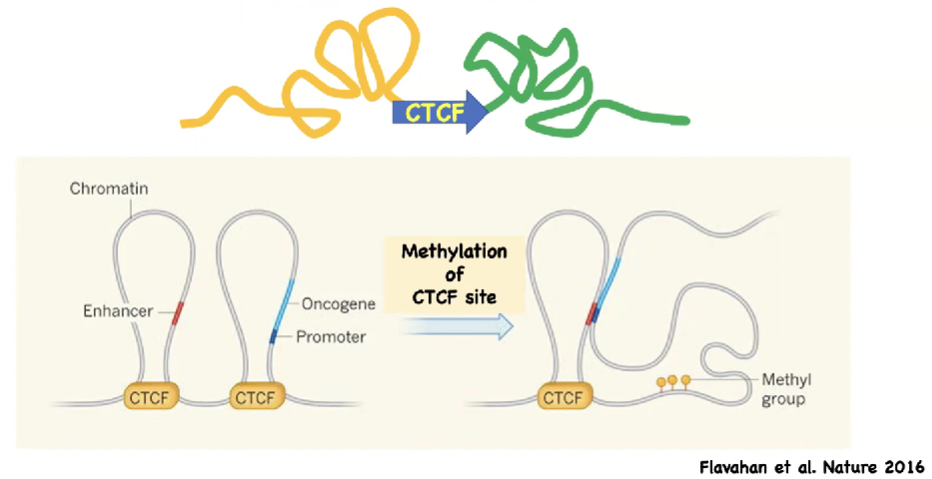 CTCF
Chromatin
Enhancer
Oncogene
Promoter
CTCF
CTCF
Methylation
of
CTCF site
CTCF
Methyl
group
Flavahan et al. Nature 2016